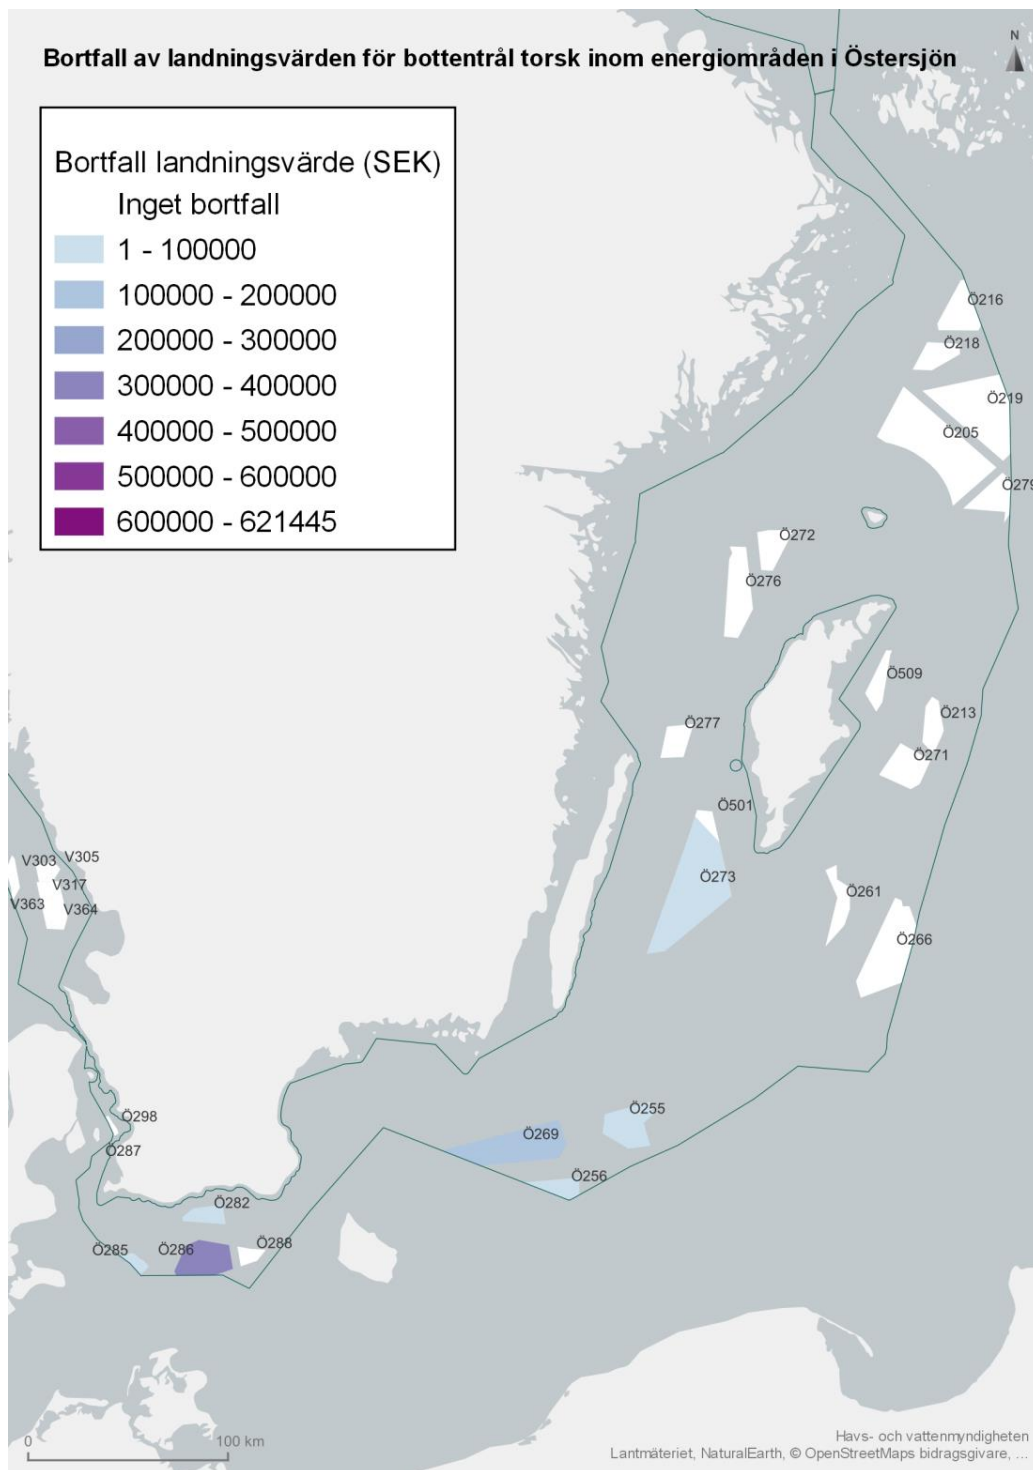 Bortfall av landningsvärden för bottentrål torsk inom energiområden i Östersjön
N
Bortfall landningsvärde (SEK)
Inget bortfall
1 - 100000
100000 - 200000
200000 - 300000
300000 - 400000
400000 - 500000
500000 - 600000
600000 - 621445
Ö216
Ö218
Ö219
Ö205
Ö279
Ö272
Ö276
Ö509
Ö213
Ö277
Ö271
Ö501
V303 V305
Ö273
V317
Ö261
V363 V364
Ö266
Ö298
Ö255
Ö269
Ö287
Ö256
Ö282
Ö285 Ö286 Ö288
0 100 km
Havs- och vattenmyndigheten
Lantmäteriet, NaturalEarth, © OpenStreetMaps bidragsgivare, ...